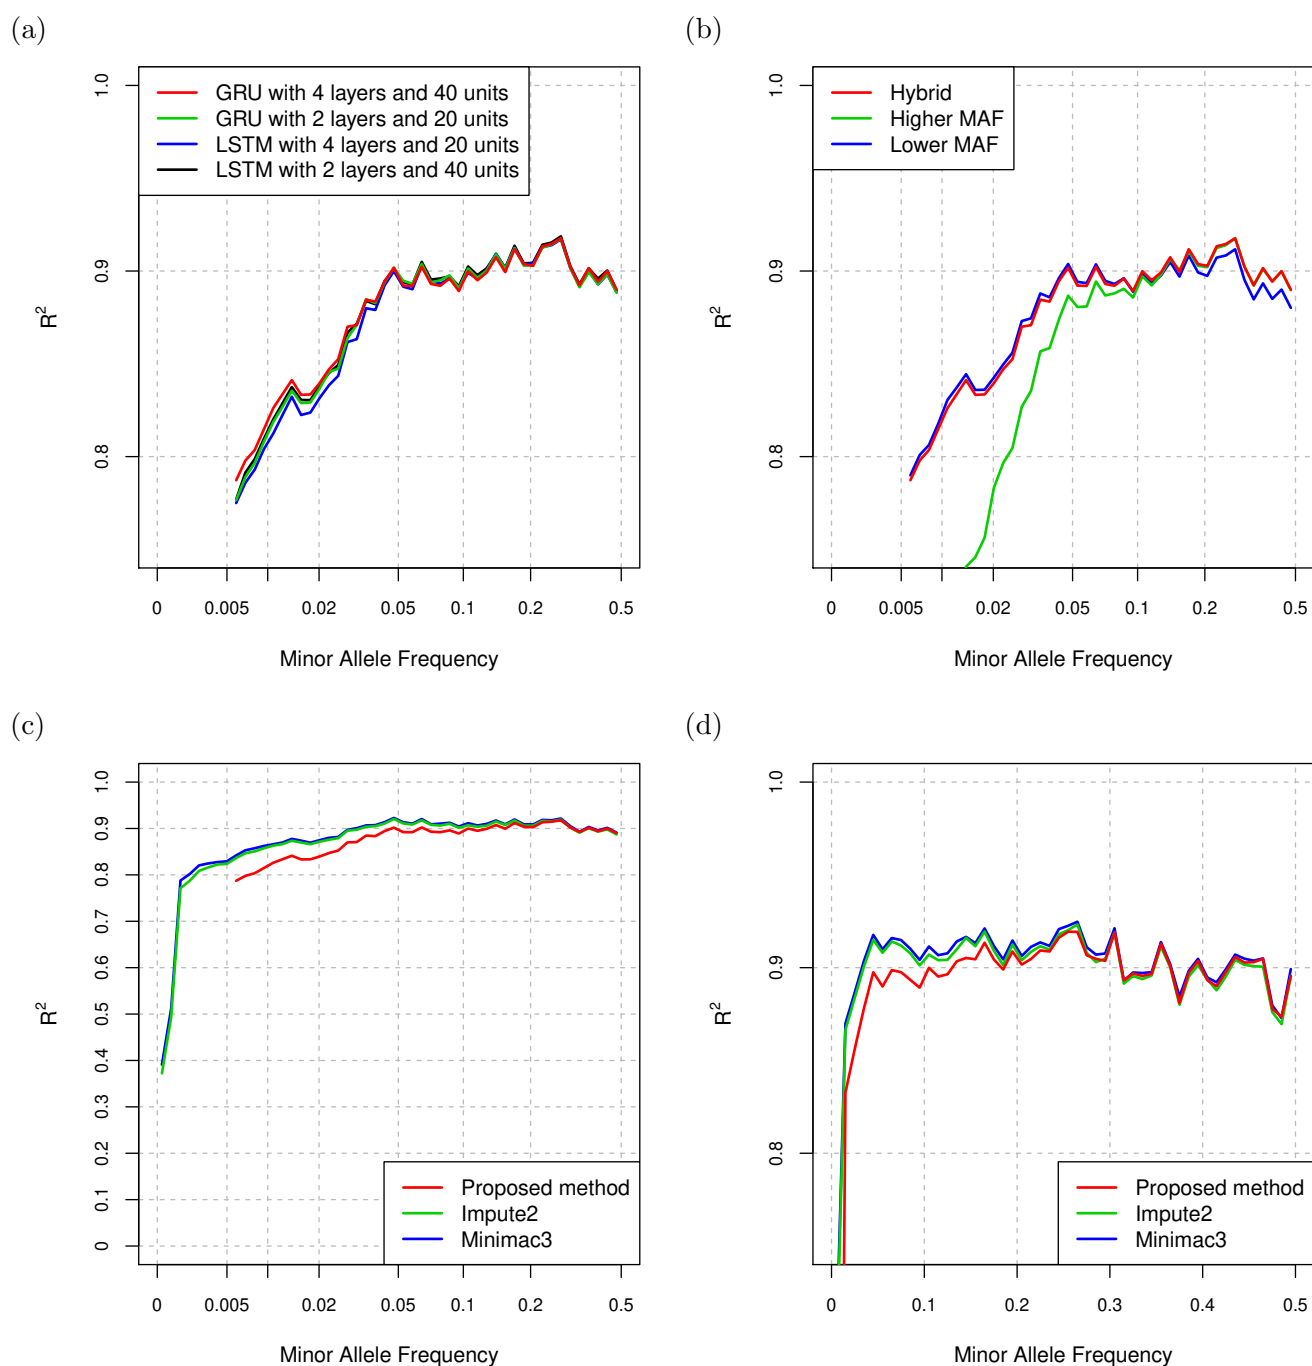 (a)
GRU with 4 layers and 40 units
GRU with 2 layers and 20 units
LSTM with 4 layers and 20 units
LSTM with 2 layers and 40 units
1.0
0.9
0.8
R²
0 0.005 0.02 0.05 0.1 0.2 0.5
Minor Allele Frequency
(b)
Hybrid
Higher MAF
Lower MAF
1.0
0.9
0.8
R²
0 0.005 0.02 0.05 0.1 0.2 0.5
Minor Allele Frequency
(c)
1.0
0.9
0.8
0.7
0.6
0.5
0.4
0.3
0.2
0.1
0
R²
Proposed method
Impute2
Minimac3
0 0.005 0.02 0.05 0.1 0.2 0.5
Minor Allele Frequency
(d)
1.0
0.9
0.8
R²
Proposed method
Impute2
Minimac3
0 0.1 0.2 0.3 0.4 0.5
Minor Allele Frequency